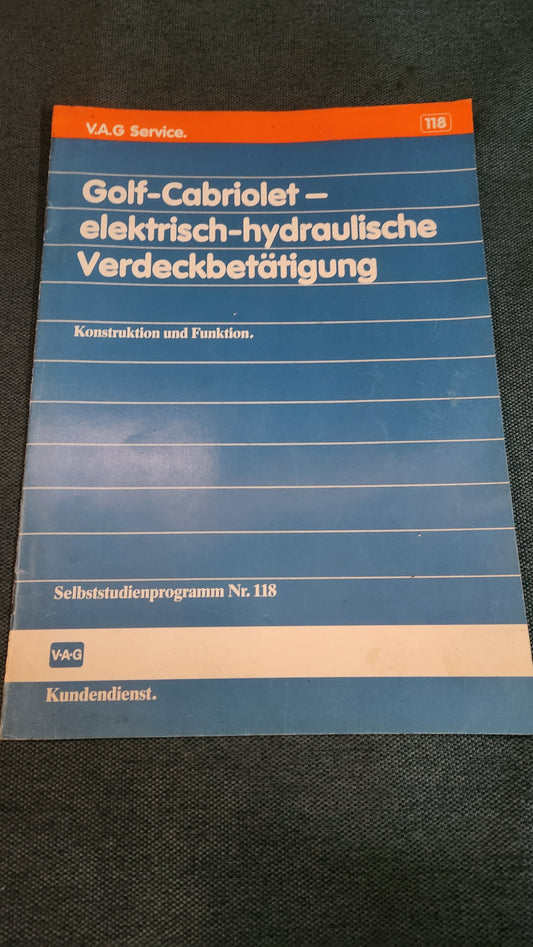 V.A.G Service.
118
Golf-Cabriolet –
elektrisch-hydraulische
Verdeckbetätigung
Konstruktion und Funktion.
Selbststudienprogramm Nr. 118
V·A·G
Kundendienst.